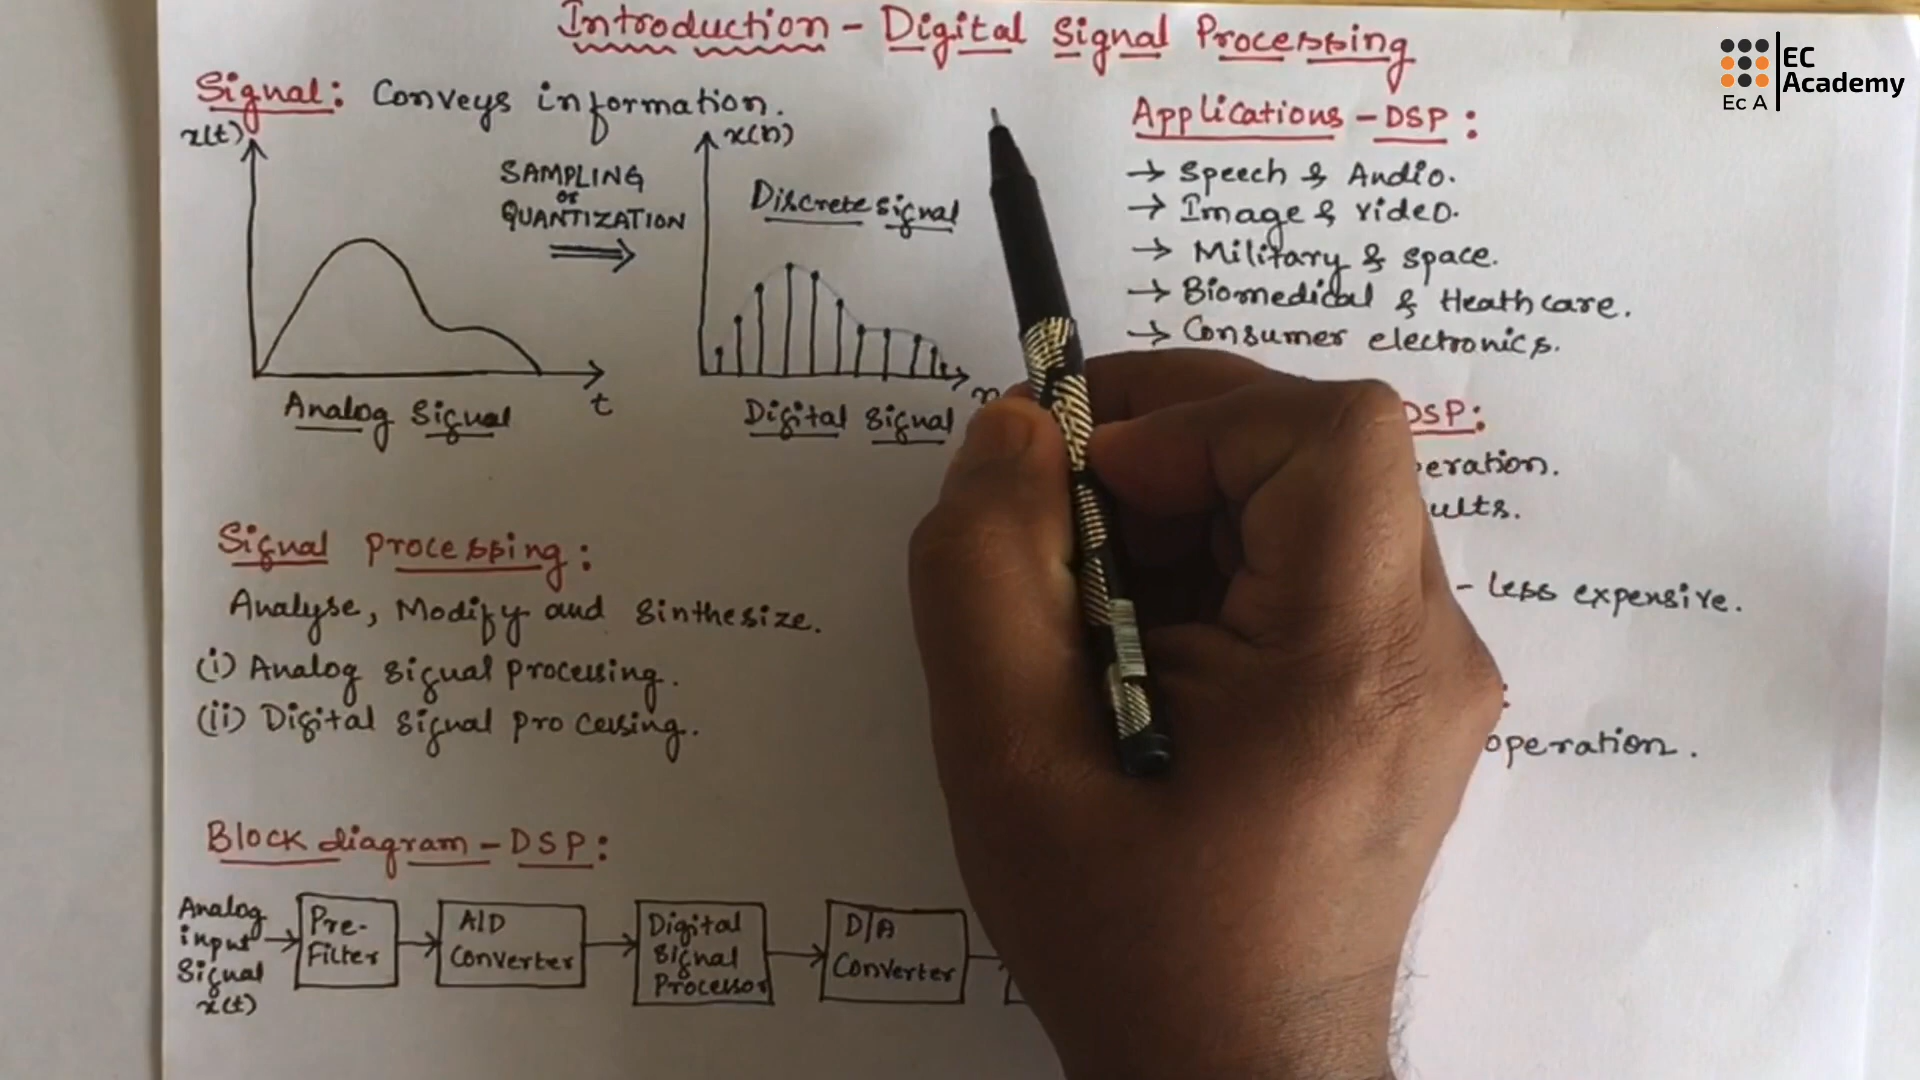 Introduction - Digital Signal Processing
EC
Academy
Ec A
Signal: Conveys information.
x(t)
SAMPLING
or
QUANTIZATION
x(n)
Discrete signal
t
n
Analog Signal
Digital Signal
Signal processing:
Analyse, Modify and sinthesize.
(i) Analog signal processing.
(ii) Digital signal processing.
Block diagram - DSP:
Analog
input
Signal
x(t)
Pre-
Filter
A/D
Converter
Digital
Signal
Processor
D/A
Converter
Applications - DSP:
→ Speech & Audio.
→ Image & video.
→ Military & space.
→ Biomedical & Heathcare.
→ Consumer electronics.
DSP:
eration.
ults.
- Less expensive.
:
operation.